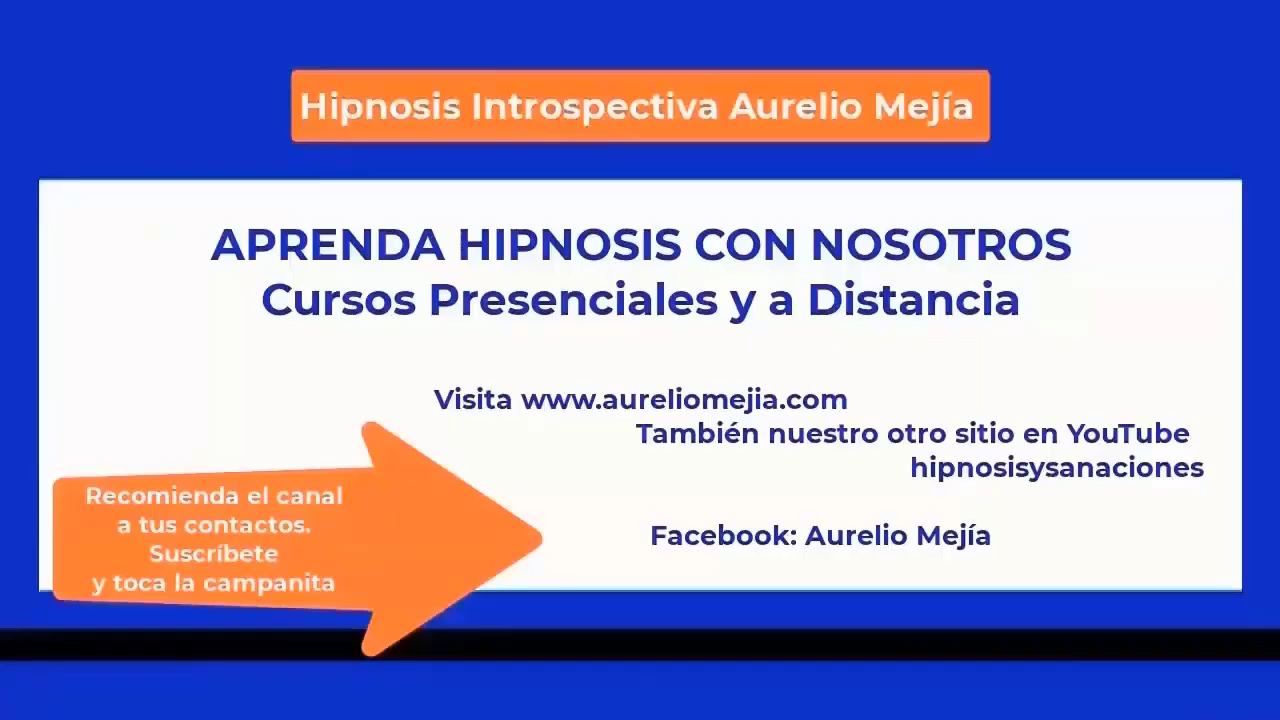 Hipnosis Introspectiva Aurelio Mejía
APRENDA HIPNOSIS CON NOSOTROS
Cursos Presenciales y a Distancia
Visita www.aureliomejia.com
También nuestro otro sitio en YouTube
hipnosisysanaciones
Facebook: Aurelio Mejía
Recomienda el canal
a tus contactos.
Suscríbete
y toca la campanita